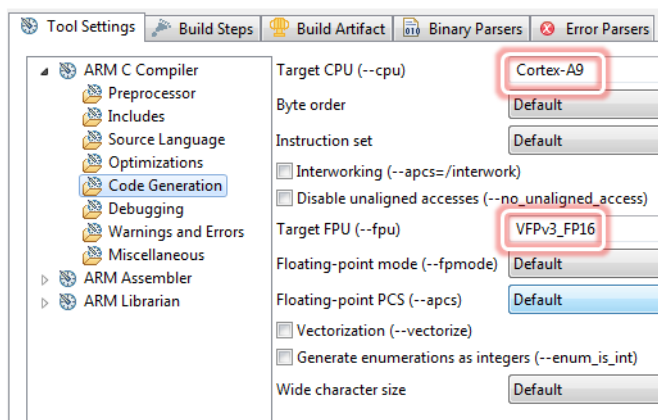 Tool Settings
Build Steps
Build Artifact
Binary Parsers
Error Parsers
ARM C Compiler
Preprocessor
Includes
Source Language
Optimizations
Code Generation
Debugging
Warnings and Errors
Miscellaneous
ARM Assembler
ARM Librarian
Target CPU (--cpu)
Cortex-A9
Byte order
Default
Instruction set
Default
Interworking (--apcs=/interwork)
Disable unaligned accesses (--no_unaligned_access)
Target FPU (--fpu)
VFPv3_FP16
Floating-point mode (--fpmode)
Default
Floating-point PCS (--apcs)
Default
Vectorization (--vectorize)
Generate enumerations as integers (--enum_is_int)
Wide character size
Default